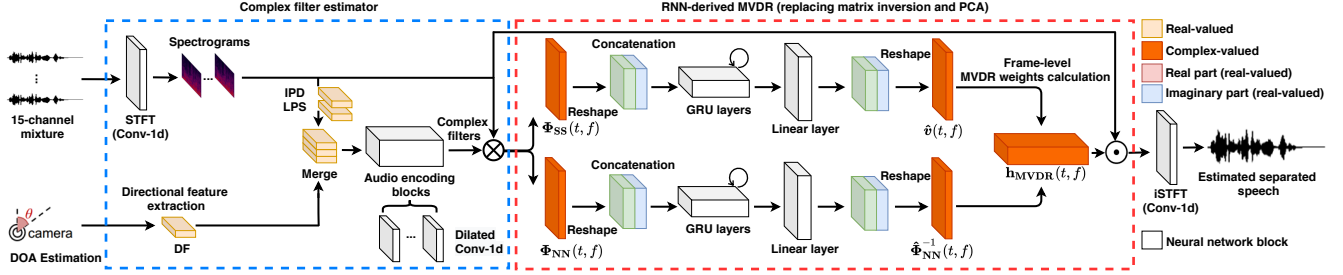 Complex filter estimator
RNN-derived MVDR (replacing matrix inversion and PCA)
15-channel
mixture
STFT
(Conv-1d)
Spectrograms
IPD
LPS
Merge
Complex
filters
Audio encoding
blocks
Dilated
Conv-1d
Directional feature
extraction
DF
θ
camera
DOA Estimation
Reshape
Φ_SS(t, f)
Concatenation
GRU layers
Linear layer
Reshape
v̂(t, f)
Reshape
Φ_NN(t, f)
Concatenation
GRU layers
Linear layer
Reshape
Φ̂_NN^{-1}(t, f)
Frame-level
MVDR weights calculation
h_MVDR(t, f)
iSTFT
(Conv-1d)
Estimated separated
speech
Real-valued
Complex-valued
Real part (real-valued)
Imaginary part (real-valued)
Neural network block